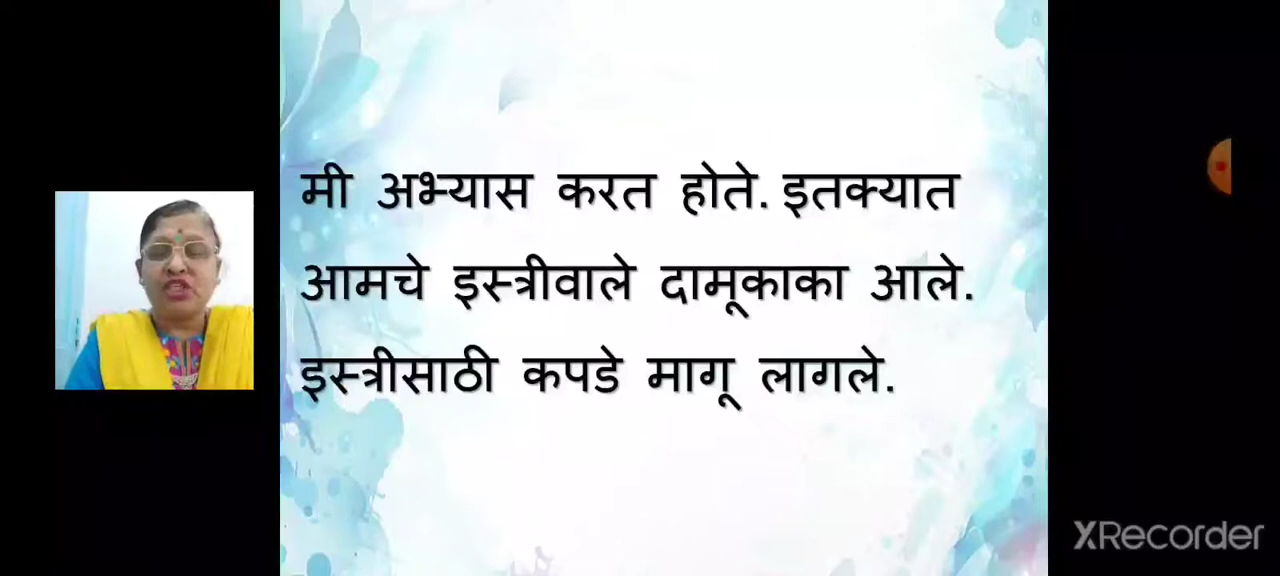 मी अभ्यास करत होते. इतक्यात
आमचे इस्त्रीवाले दामूकाका आले.
इस्त्रीसाठी कपडे मागू लागले.
XRecorder